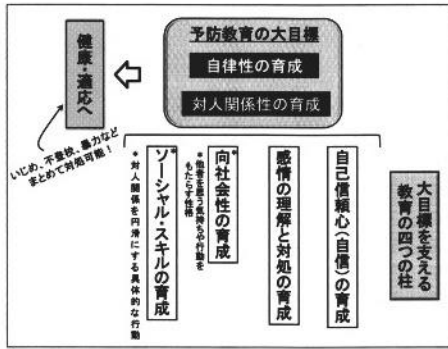 予防教育の大目標
自律性の育成
対人関係性の育成
健康・適応へ
いじめ、不登校、暴力など
まとめて対処可能!
大目標を支える
教育の四つの柱
自己信頼心(自信)の育成
感情の理解と対処の育成
向社会性の育成*
*他者を思う気持ちや行動を
もたらす性格
ソーシャル・スキルの育成*
*対人関係を円滑にする具体的な行動